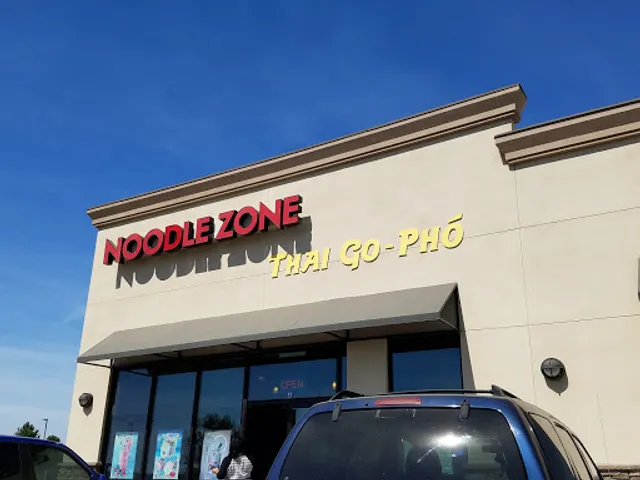 NOODLE ZONE
THAI GO-PHỞ
OPEN